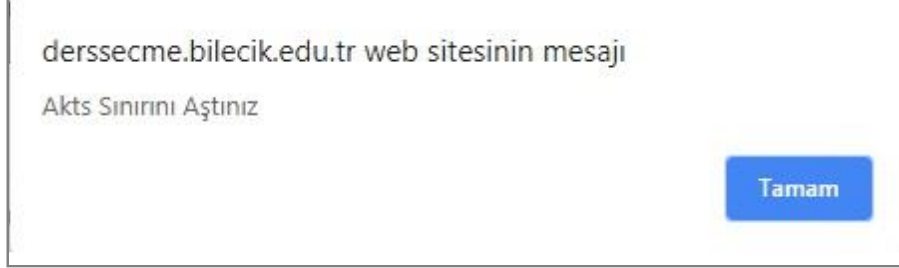 derssecme.bilecik.edu.tr web sitesinin mesajı
Akts Sınırını Aştınız
Tamam